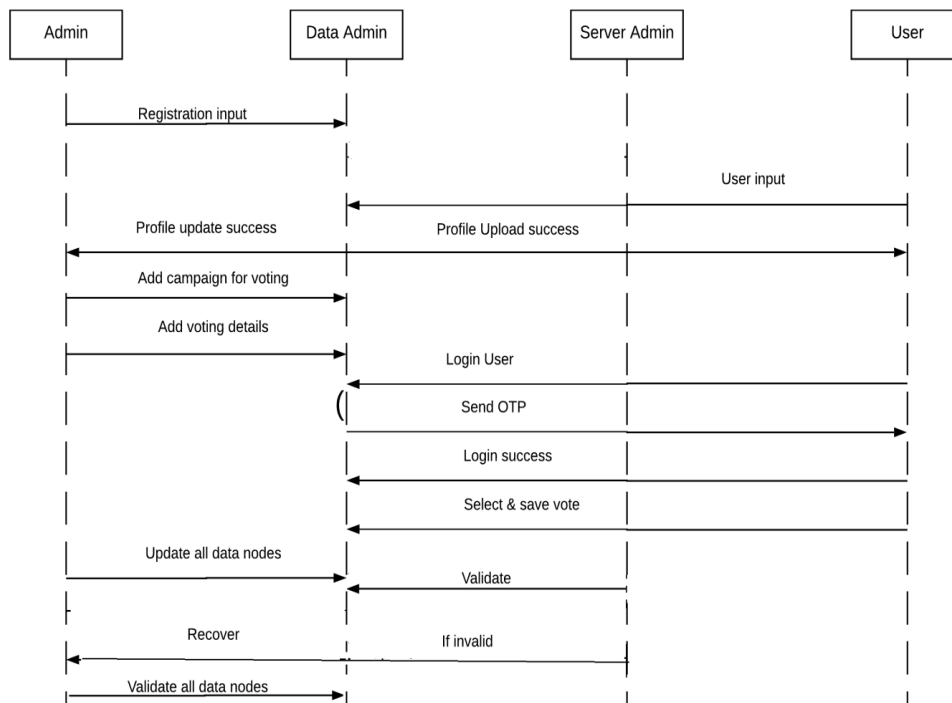 Admin
Data Admin
Server Admin
User
Registration input
User input
Profile update success
Profile Upload success
Add campaign for voting
Add voting details
Login User
Send OTP
Login success
Select & save vote
Update all data nodes
Validate
Recover
If invalid
Validate all data nodes